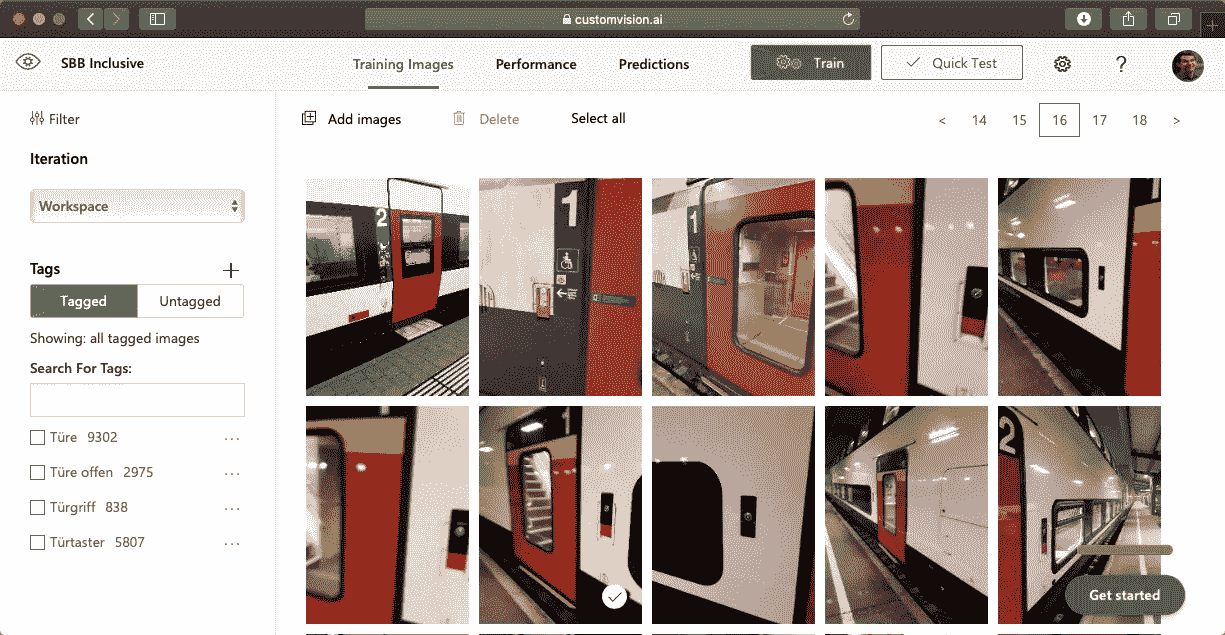 customvision.ai
SBB Inclusive
Training Images
Performance
Predictions
Train
Quick Test
?
Filter
Add images
Delete
Select all
< 14 15 16 17 18 >
Iteration
Workspace
Tags
+
Tagged
Untagged
Showing: all tagged images
Search For Tags:
Türe 9302 ...
Türe offen 2975 ...
Türgriff 838 ...
Türtaster 5807 ...
2
1
1
2
Get started